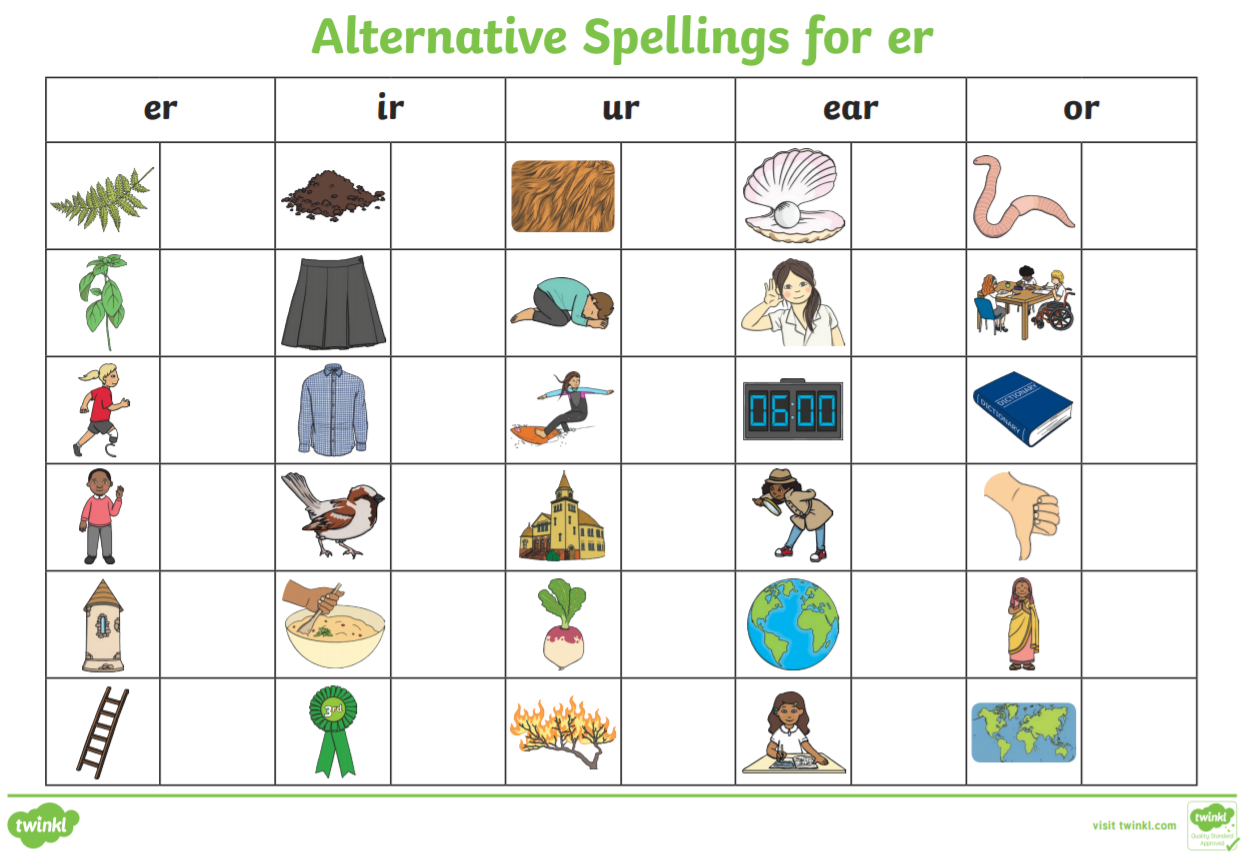 Alternative Spellings for er
er ir ur ear or
06:00
DICTIONARY
DICTIONARY
3rd
twinkl
visit twinkl.com
twinkl
Quality Standard
Approved